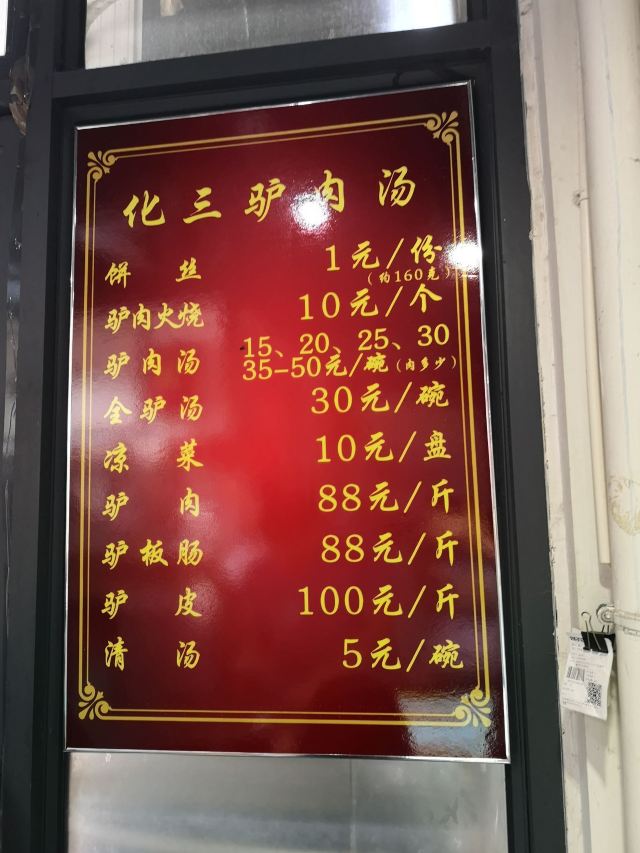 化三驴肉汤
饼丝 1元/份
(约160克)
驴肉火烧 10元/个
驴肉汤 15、20、25、30
35-50元/碗(肉多少)
全驴汤 30元/碗
凉菜 10元/盘
驴肉 88元/斤
驴板肠 88元/斤
驴皮 100元/斤
清汤 5元/碗